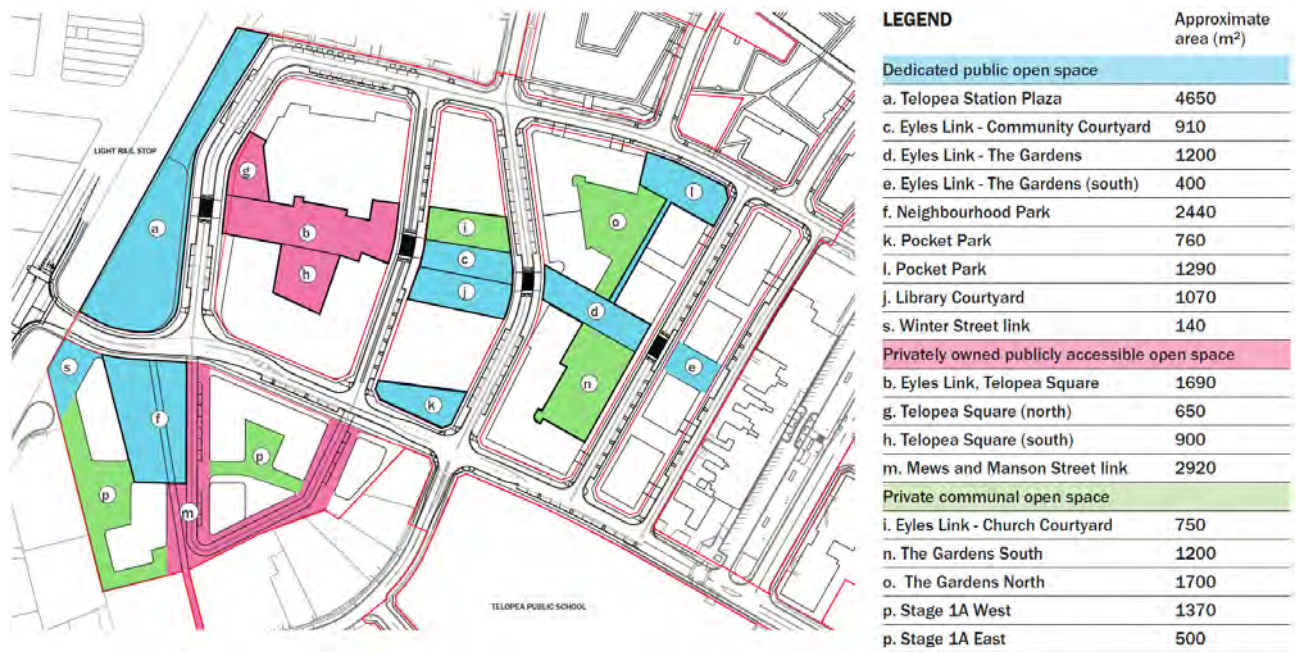 LIGHT RAIL STOP
a
g
b
h
i
c
j
k
o
l
d
n
e
s
f
p
p
m
TELOPEA PUBLIC SCHOOL
LEGEND Approximate
area (m²)
Dedicated public open space
a. Telopea Station Plaza 4650
c. Eyles Link - Community Courtyard 910
d. Eyles Link - The Gardens 1200
e. Eyles Link - The Gardens (south) 400
f. Neighbourhood Park 2440
k. Pocket Park 760
l. Pocket Park 1290
j. Library Courtyard 1070
s. Winter Street link 140
Privately owned publicly accessible open space
b. Eyles Link, Telopea Square 1690
g. Telopea Square (north) 650
h. Telopea Square (south) 900
m. Mews and Manson Street link 2920
Private communal open space
i. Eyles Link - Church Courtyard 750
n. The Gardens South 1200
o. The Gardens North 1700
p. Stage 1A West 1370
p. Stage 1A East 500